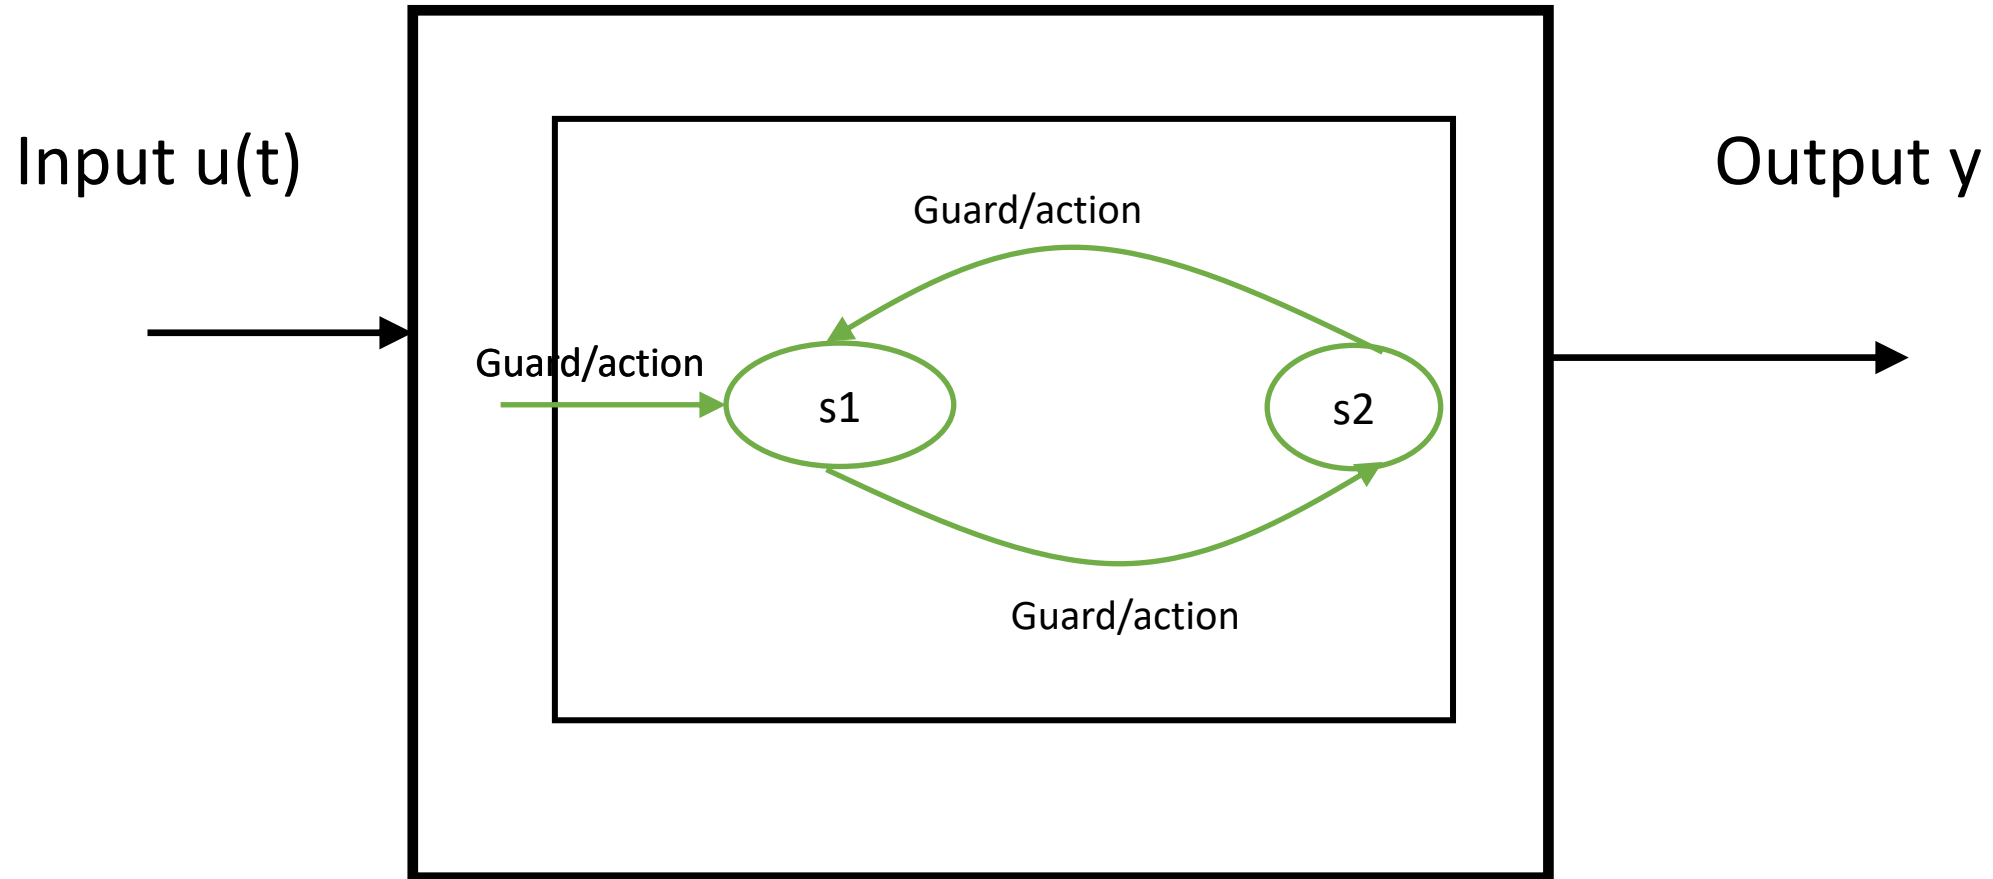 Input u(t)
Output y
Guard/action
Guard/action
s1
s2
Guard/action